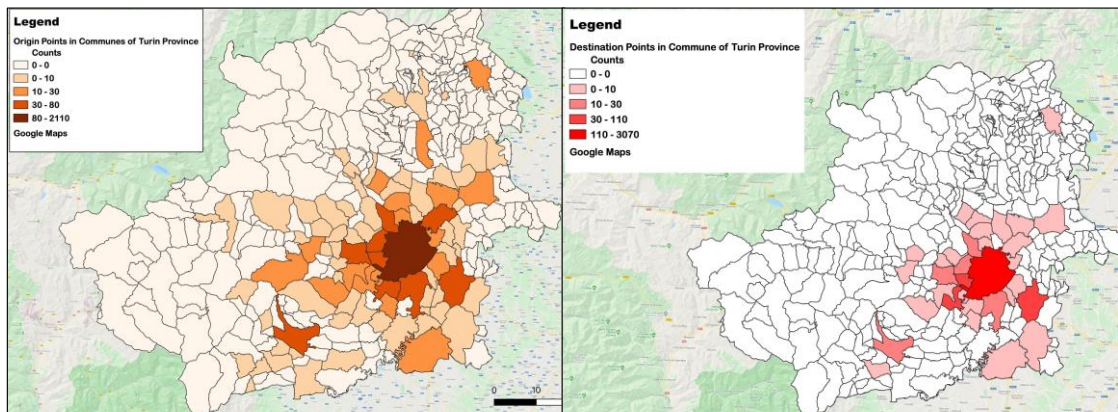 Legend
Origin Points in Communes of Turin Province
Counts
0 - 0
0 - 10
10 - 30
30 - 80
80 - 2110
Google Maps
0 10
Legend
Destination Points in Commune of Turin Province
Counts
0 - 0
0 - 10
10 - 30
30 - 110
110 - 3070
Google Maps